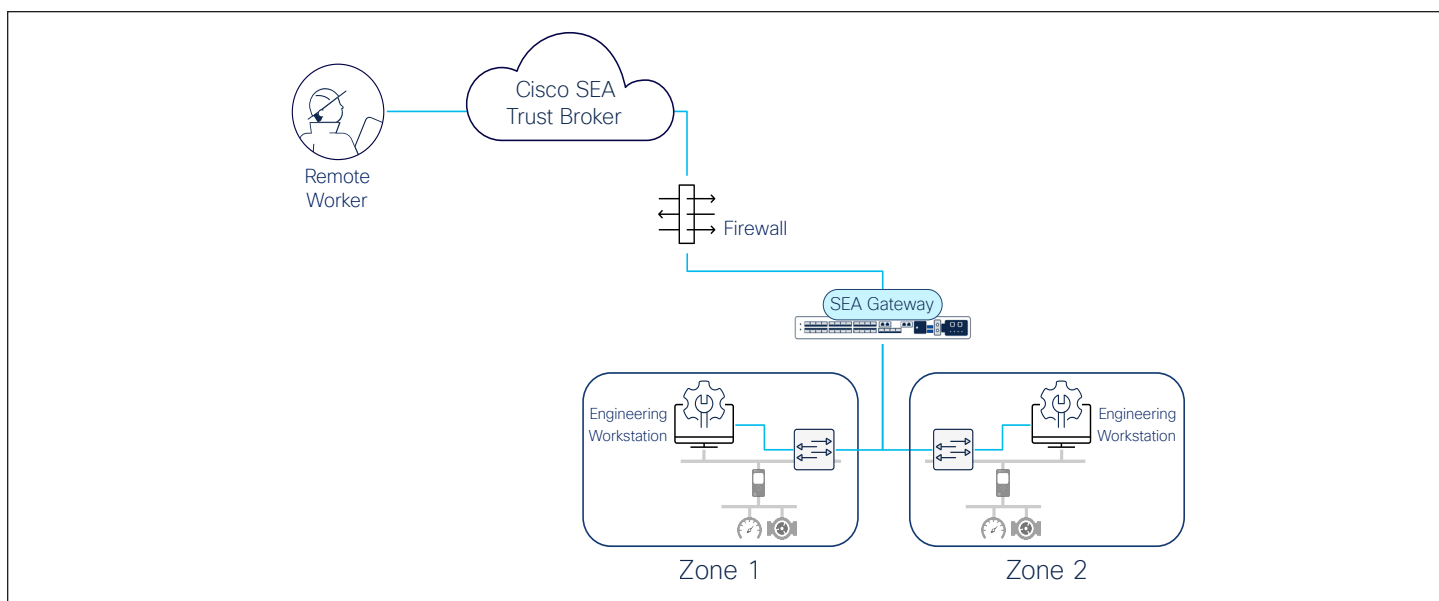 Cisco SEA
Trust Broker
Remote
Worker
Firewall
SEA Gateway
Engineering
Workstation
Engineering
Workstation
Zone 1
Zone 2